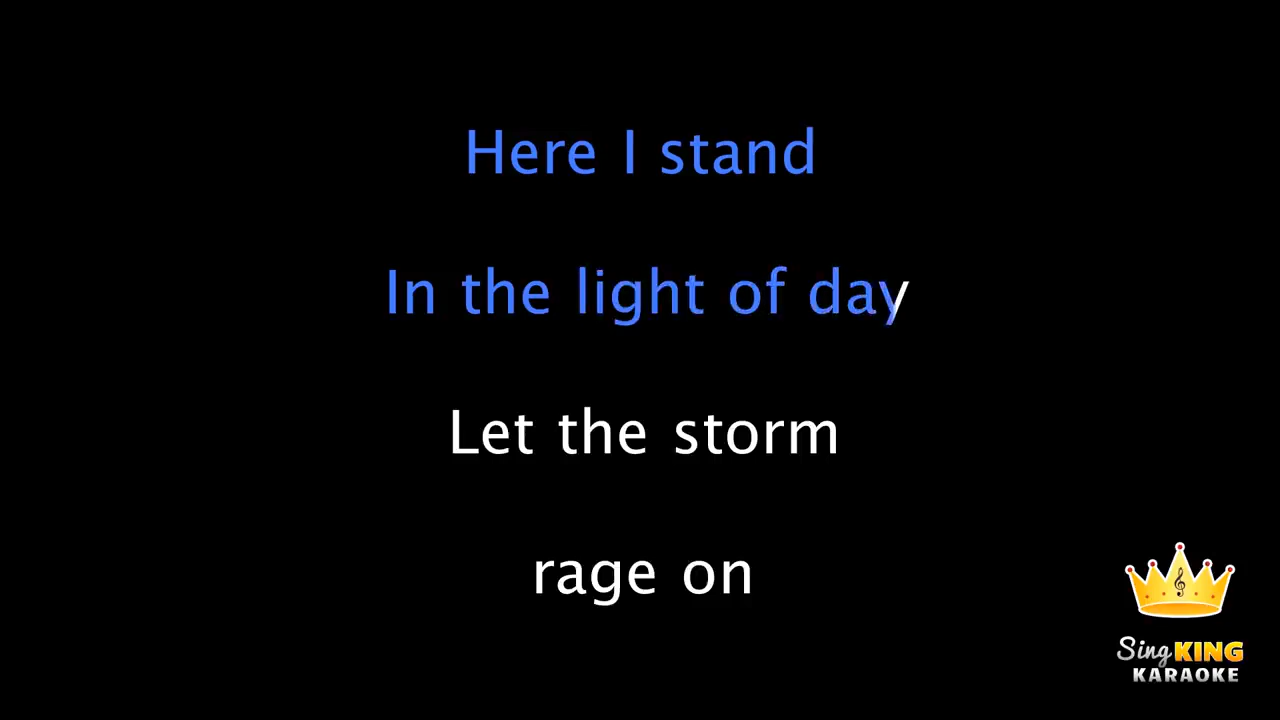 Here I stand
In the light of day
Let the storm
rage on
Sing KING
KARAOKE